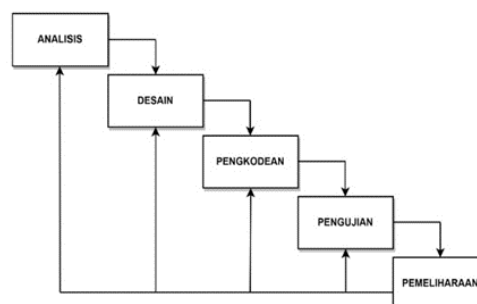 ANALISIS
DESAIN
PENGKODEAN
PENGUJIAN
PEMELIHARAAN